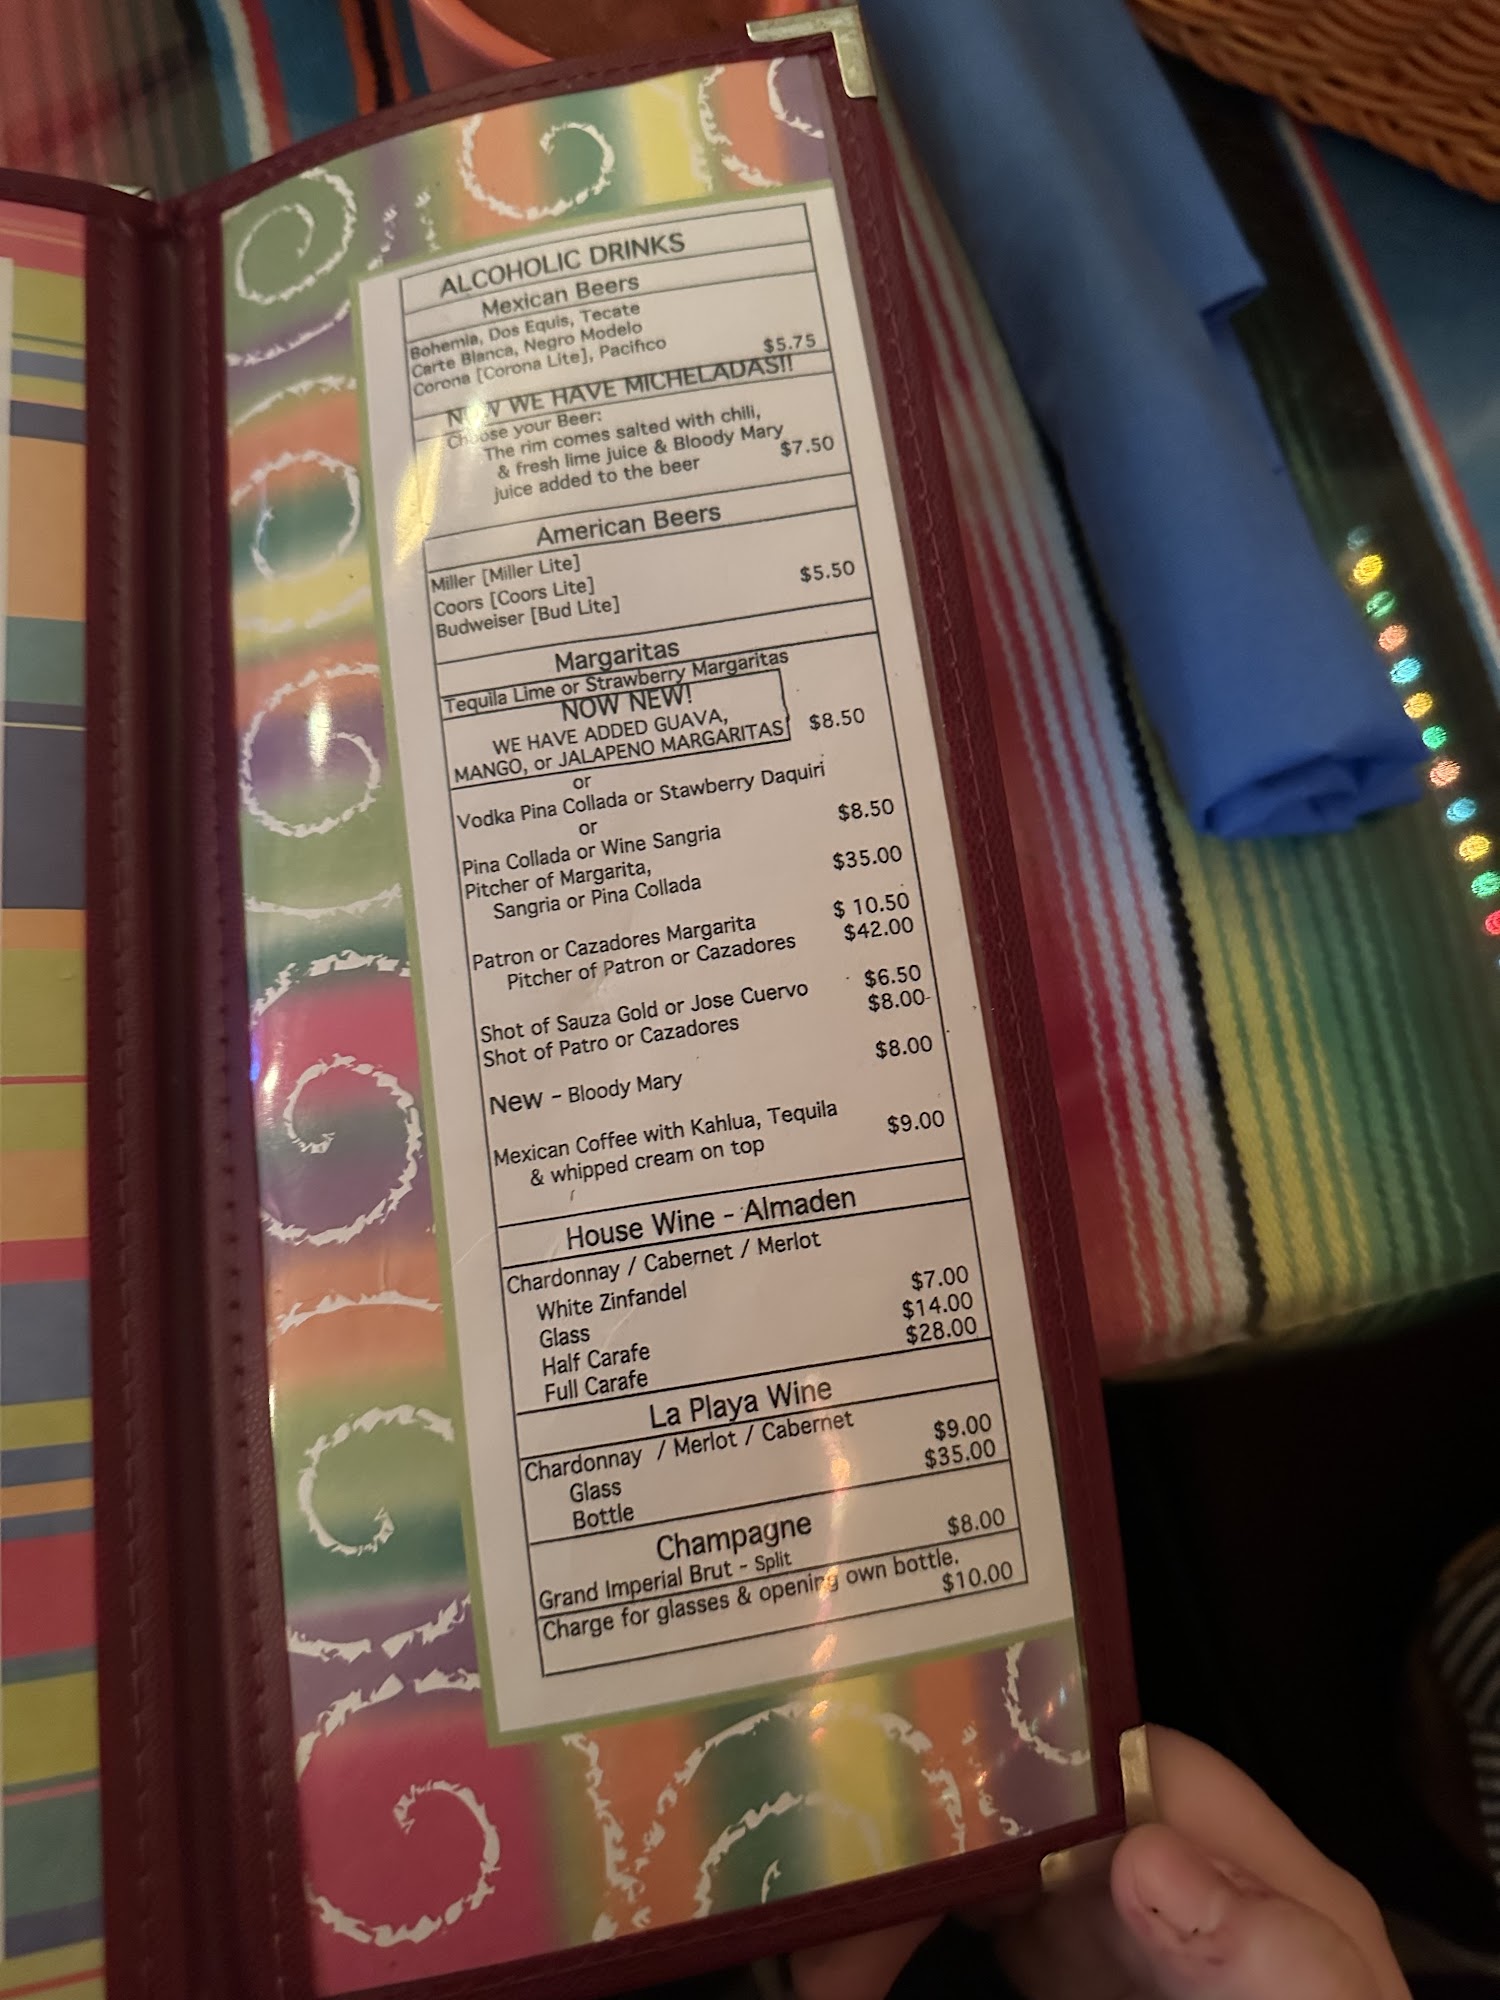 ALCOHOLIC DRINKS
Mexican Beers
Bohemia, Dos Equis, Tecate
Carte Blanca, Negro Modelo
Corona [Corona Lite], Pacifico $5.75
NOW WE HAVE MICHELADAS!!
Choose your Beer:
The rim comes salted with chili,
& fresh lime juice & Bloody Mary
juice added to the beer $7.50
American Beers
Miller [Miller Lite]
Coors [Coors Lite] $5.50
Budweiser [Bud Lite]
Margaritas
Tequila Lime or Strawberry Margaritas
NOW NEW!
WE HAVE ADDED GUAVA,
MANGO, or JALAPENO MARGARITAS $8.50
or
Vodka Pina Collada or Stawberry Daquiri
or
Pina Collada or Wine Sangria $8.50
Pitcher of Margarita,
Sangria or Pina Collada $35.00
Patron or Cazadores Margarita $ 10.50
Pitcher of Patron or Cazadores $42.00
Shot of Sauza Gold or Jose Cuervo $6.50
Shot of Patro or Cazadores $8.00
New - Bloody Mary $8.00
Mexican Coffee with Kahlua, Tequila
& whipped cream on top $9.00
House Wine - Almaden
Chardonnay / Cabernet / Merlot
White Zinfandel
Glass $7.00
Half Carafe $14.00
Full Carafe $28.00
La Playa Wine
Chardonnay / Merlot / Cabernet
Glass $9.00
Bottle $35.00
Champagne
Grand Imperial Brut - Split $8.00
Charge for glasses & opening own bottle.
$10.00